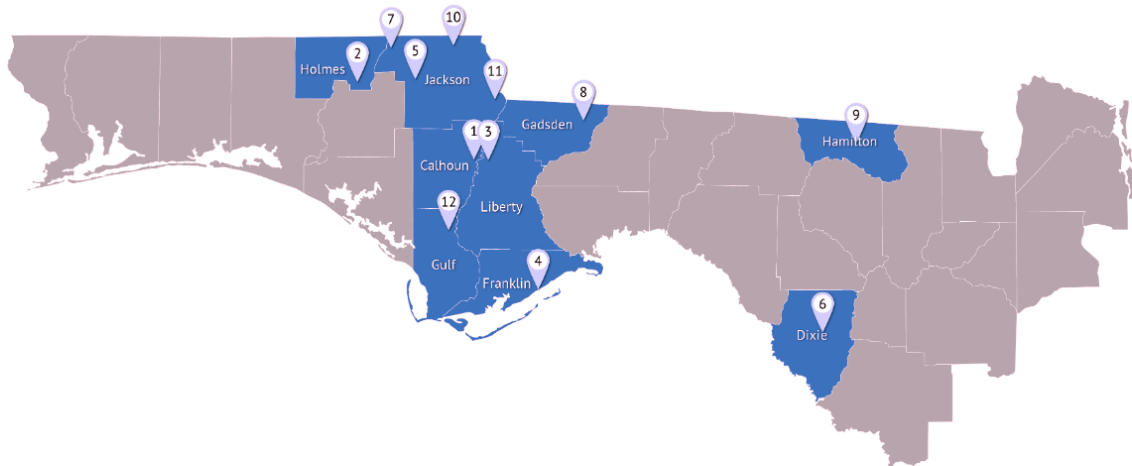 10
7
2
5
Holmes
Jackson
11
8
Gadsden
9
Hamilton
1
3
Calhoun
12
Liberty
Gulf
4
Franklin
6
Dixie